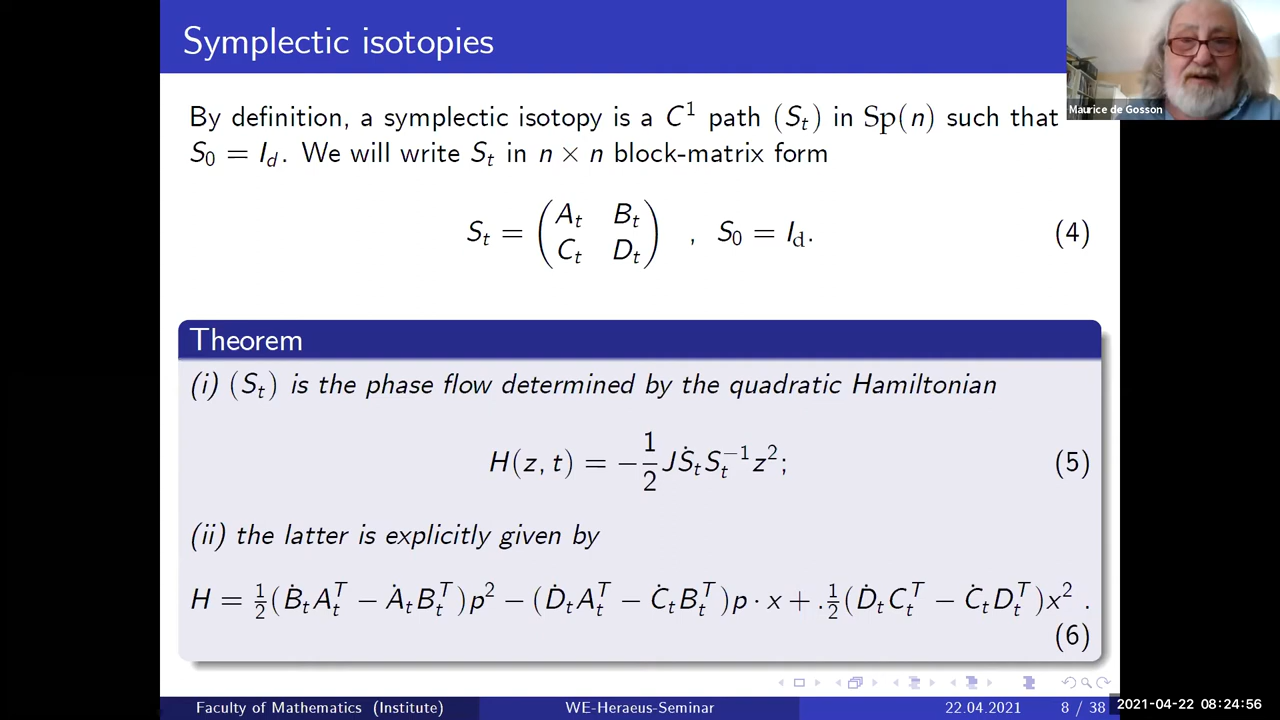 Symplectic isotopies
Maurice de Gosson
By definition, a symplectic isotopy is a C¹ path (Sₜ) in Sp(n) such that
S₀ = I_d. We will write Sₜ in n × n block-matrix form
Sₜ = (Aₜ Bₜ; Cₜ Dₜ) , S₀ = I_d. (4)
Theorem
(i) (Sₜ) is the phase flow determined by the quadratic Hamiltonian
H(z, t) = −1/2 JṠₜSₜ⁻¹z²; (5)
(ii) the latter is explicitly given by
H = ½(ḂₜAₜᵀ − ȦₜBₜᵀ)p² − (ḊₜAₜᵀ − ĊₜBₜᵀ)p · x + .½(ḊₜCₜᵀ − ĊₜDₜᵀ)x² .
(6)
Faculty of Mathematics (Institute) WE-Heraeus-Seminar 22.04.2021 8 / 38
2021-04-22 08:24:56